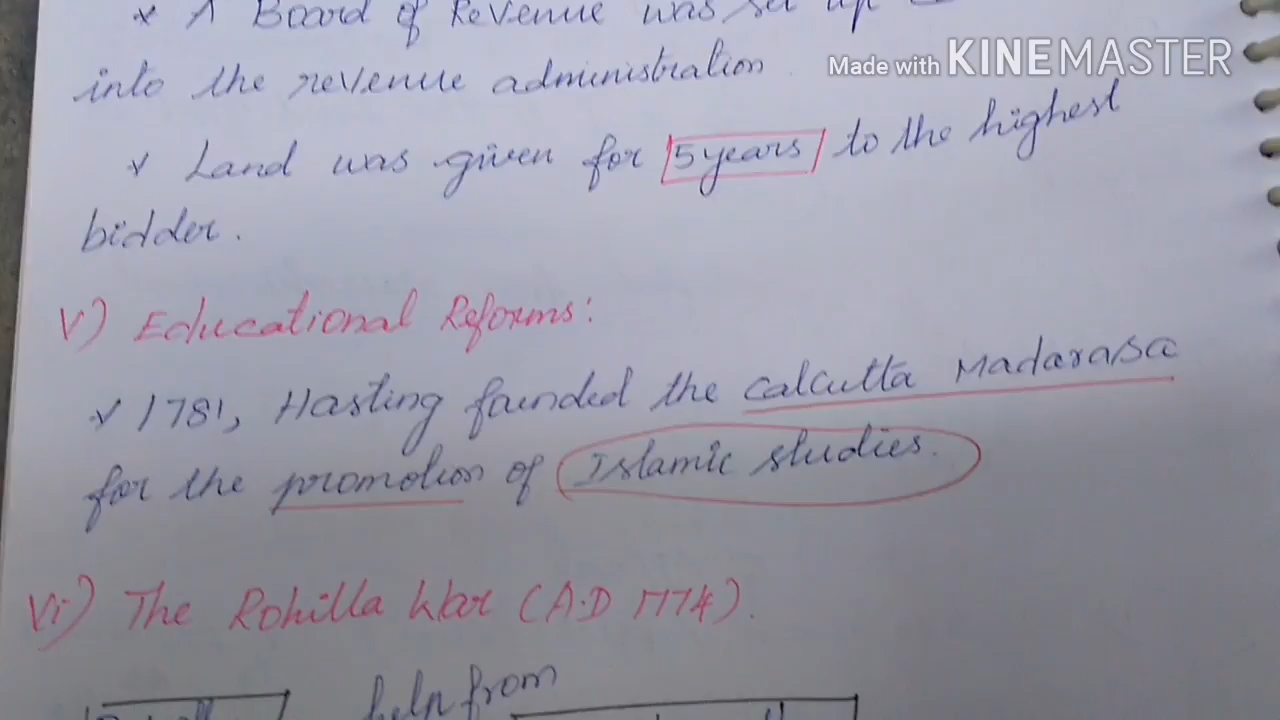 * A Board of Revenue was set up
Made with KINEMASTER
into the revenue administration
* Land was given for 5 years to the highest
bidder.
V) Educational Reforms:
* 1781, Hasting founded the Calcutta Madarasa
for the promotion of Islamic studies.
Vi) The Rohilla War (A.D 1774).
help from